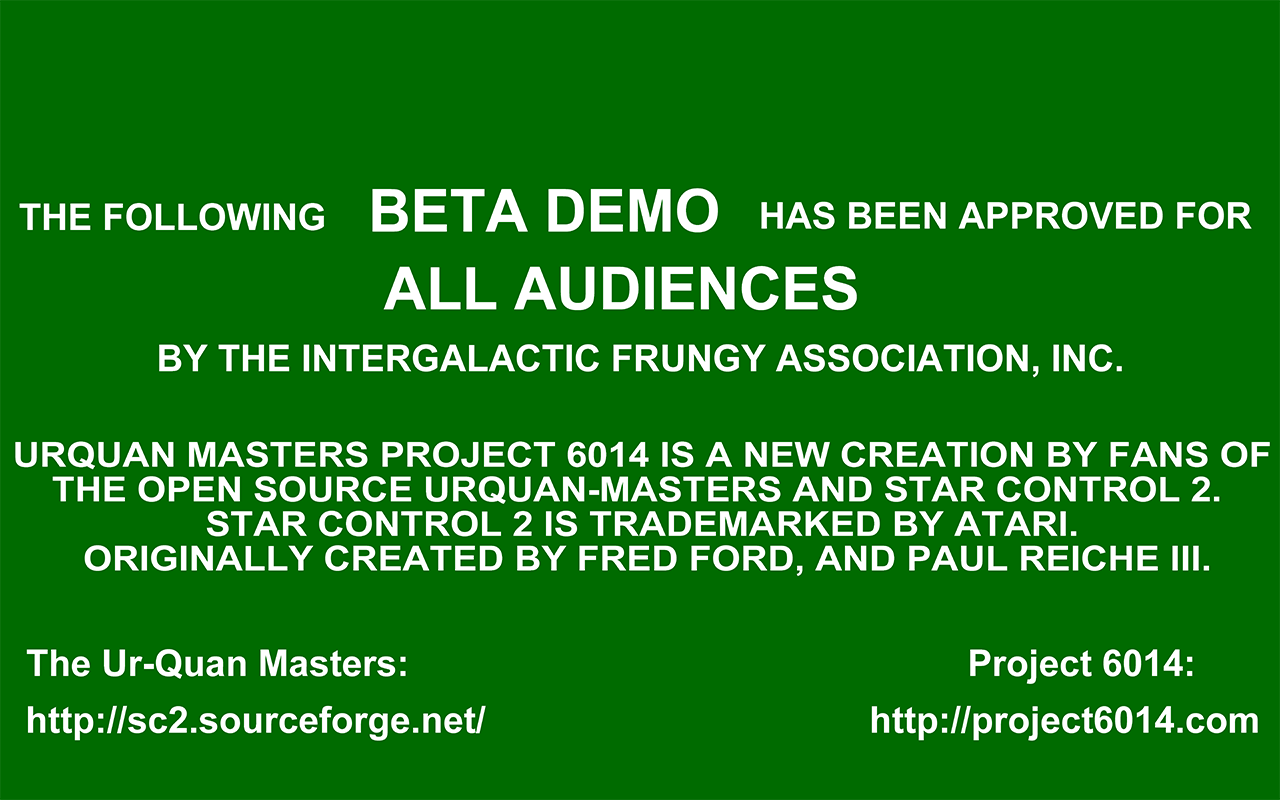 THE FOLLOWING BETA DEMO HAS BEEN APPROVED FOR
ALL AUDIENCES
BY THE INTERGALACTIC FRUNGY ASSOCIATION, INC.
URQUAN MASTERS PROJECT 6014 IS A NEW CREATION BY FANS OF
THE OPEN SOURCE URQUAN-MASTERS AND STAR CONTROL 2.
STAR CONTROL 2 IS TRADEMARKED BY ATARI.
ORIGINALLY CREATED BY FRED FORD, AND PAUL REICHE III.
The Ur-Quan Masters:
http://sc2.sourceforge.net/
Project 6014:
http://project6014.com